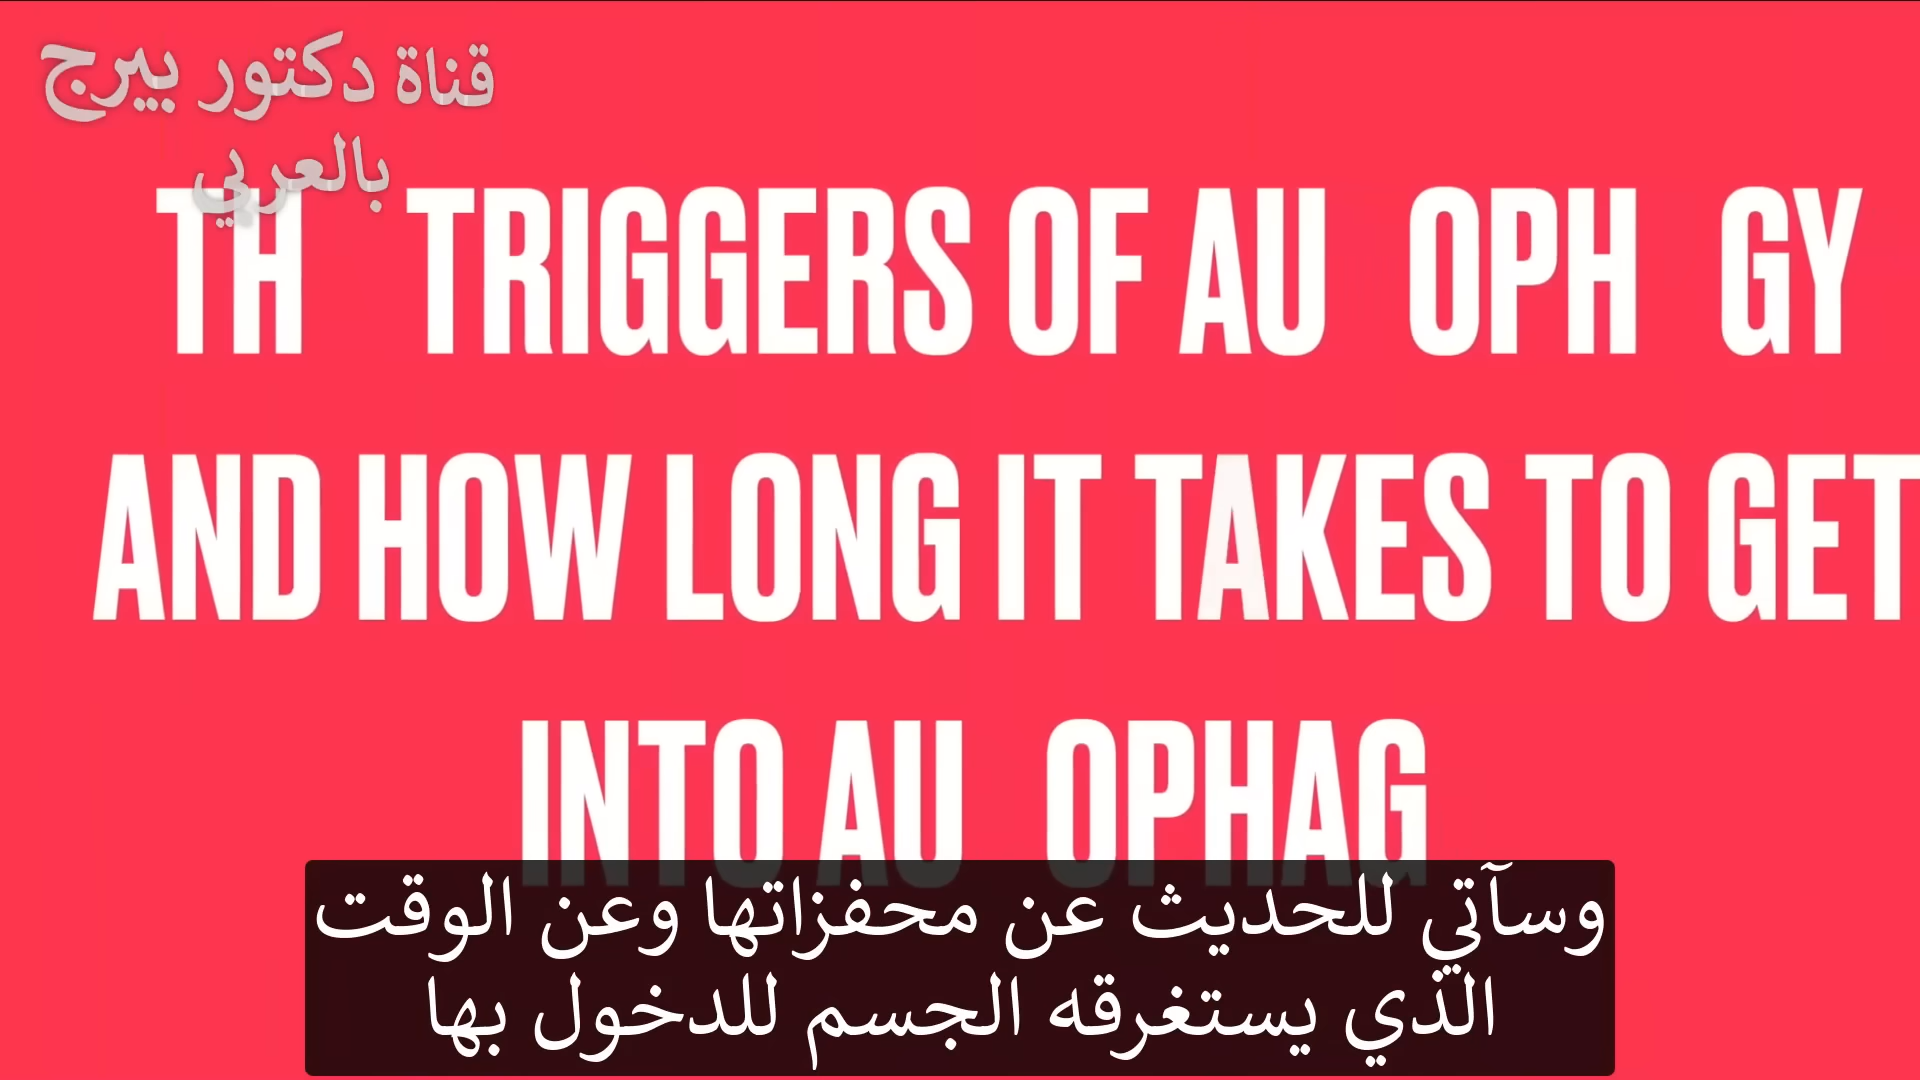 قناة دكتور بيرج
بالعربي
TH TRIGGERS OF AU OPH GY
AND HOW LONG IT TAKES TO GET
INTO AU OPHAG
وسآتي للحديث عن محفزاتها وعن الوقت
الذي يستغرقه الجسم للدخول بها